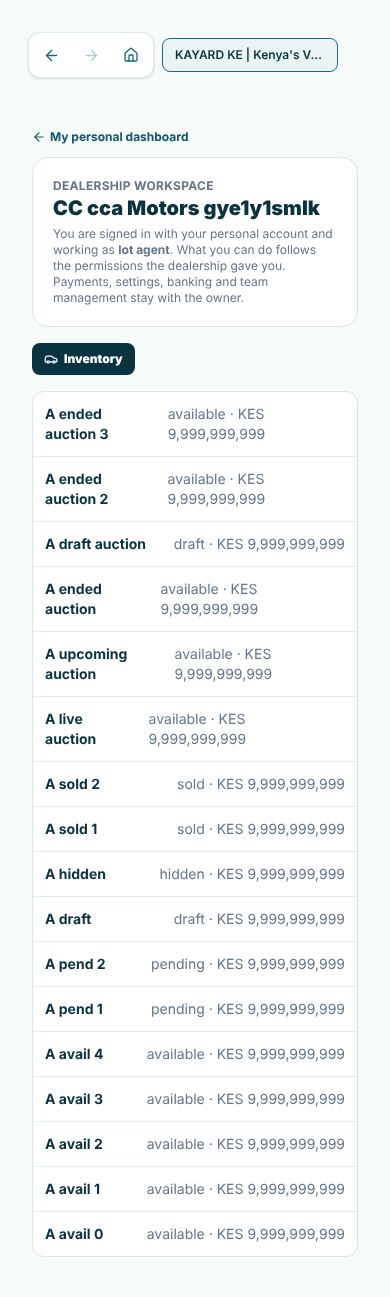 KAYARD KE | Kenya's V...
My personal dashboard
DEALERSHIP WORKSPACE
CC cca Motors gye1y1smlk
You are signed in with your personal account and
working as lot agent. What you can do follows
the permissions the dealership gave you.
Payments, settings, banking and team
management stay with the owner.
Inventory
A ended available · KES
auction 3 9,999,999,999
A ended available · KES
auction 2 9,999,999,999
A draft auction draft · KES 9,999,999,999
A ended available · KES
auction 9,999,999,999
A upcoming available · KES
auction 9,999,999,999
A live available · KES
auction 9,999,999,999
A sold 2 sold · KES 9,999,999,999
A sold 1 sold · KES 9,999,999,999
A hidden hidden · KES 9,999,999,999
A draft draft · KES 9,999,999,999
A pend 2 pending · KES 9,999,999,999
A pend 1 pending · KES 9,999,999,999
A avail 4 available · KES 9,999,999,999
A avail 3 available · KES 9,999,999,999
A avail 2 available · KES 9,999,999,999
A avail 1 available · KES 9,999,999,999
A avail 0 available · KES 9,999,999,999